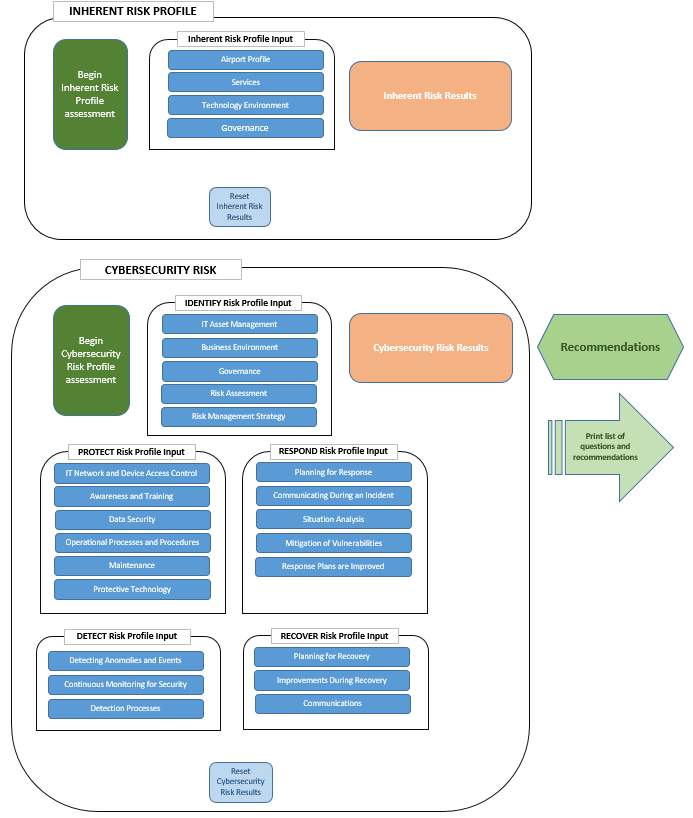 INHERENT RISK PROFILE
Begin
Inherent Risk
Profile
assessment
Inherent Risk Profile Input
Airport Profile
Services
Technology Environment
Governance
Inherent Risk Results
Reset
Inherent Risk
Results
CYBERSECURITY RISK
Begin
Cybersecurity
Risk Profile
assessment
IDENTIFY Risk Profile Input
IT Asset Management
Business Environment
Governance
Risk Assessment
Risk Management Strategy
Cybersecurity Risk Results
Recommendations
Print list of
questions and
recommendations
PROTECT Risk Profile Input
IT Network and Device Access Control
Awareness and Training
Data Security
Operational Processes and Procedures
Maintenance
Protective Technology
RESPOND Risk Profile Input
Planning for Response
Communicating During an Incident
Situation Analysis
Mitigation of Vulnerabilities
Response Plans are Improved
DETECT Risk Profile Input
Detecting Anomolies and Events
Continuous Monitoring for Security
Detection Processes
RECOVER Risk Profile Input
Planning for Recovery
Improvements During Recovery
Communications
Reset
Cybersecurity
Risk Results